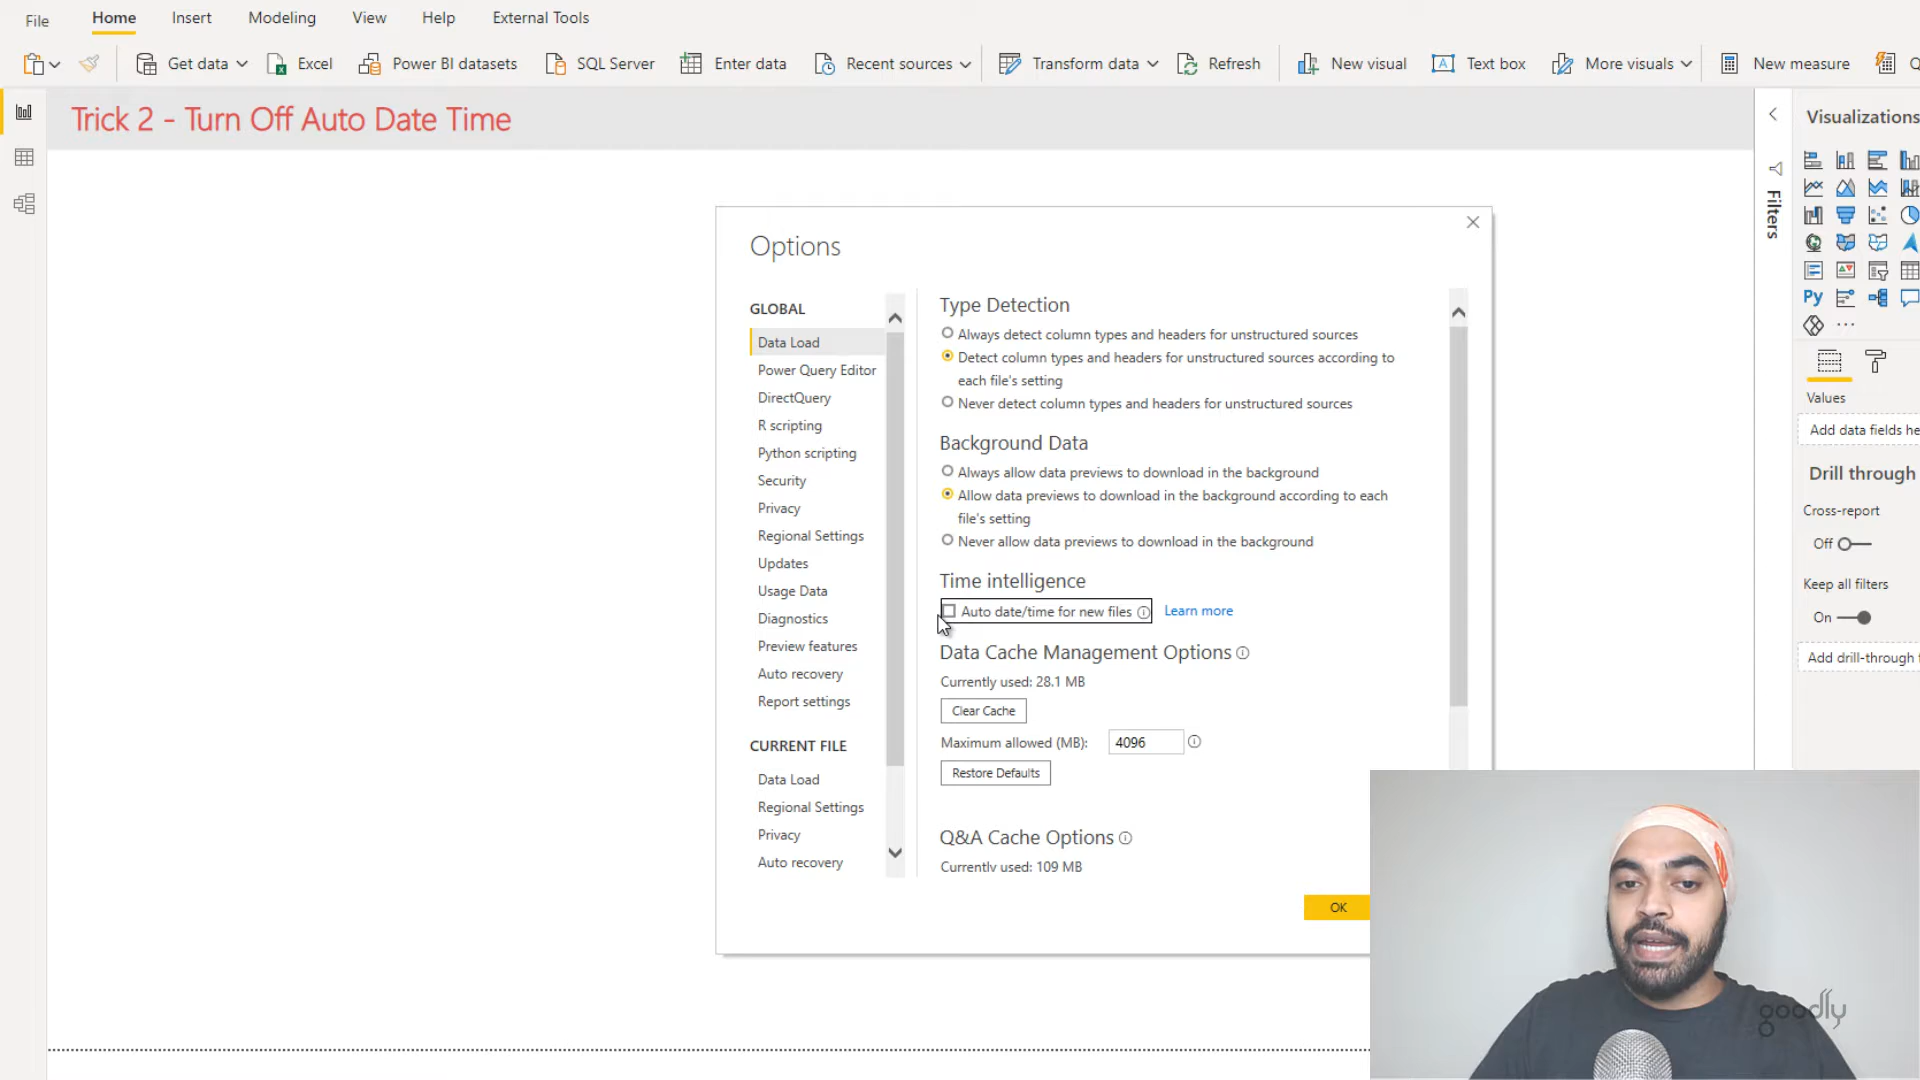 File Home Insert Modeling View Help External Tools
Get data Excel Power BI datasets SQL Server Enter data Recent sources Transform data Refresh New visual Text box More visuals New measure Q
Trick 2 - Turn Off Auto Date Time
Options
GLOBAL
Data Load
Power Query Editor
DirectQuery
R scripting
Python scripting
Security
Privacy
Regional Settings
Updates
Usage Data
Diagnostics
Preview features
Auto recovery
Report settings
CURRENT FILE
Data Load
Regional Settings
Privacy
Auto recovery
Type Detection
Always detect column types and headers for unstructured sources
Detect column types and headers for unstructured sources according to
each file's setting
Never detect column types and headers for unstructured sources
Background Data
Always allow data previews to download in the background
Allow data previews to download in the background according to each
file's setting
Never allow data previews to download in the background
Time intelligence
Auto date/time for new files Learn more
Data Cache Management Options
Currently used: 28.1 MB
Clear Cache
Maximum allowed (MB): 4096
Restore Defaults
Q&A Cache Options
Currently used: 109 MB
OK
Filters
Visualizations
Py
Values
Add data fields he
Drill through
Cross-report
Off
Keep all filters
On
Add drill-through f
goodly